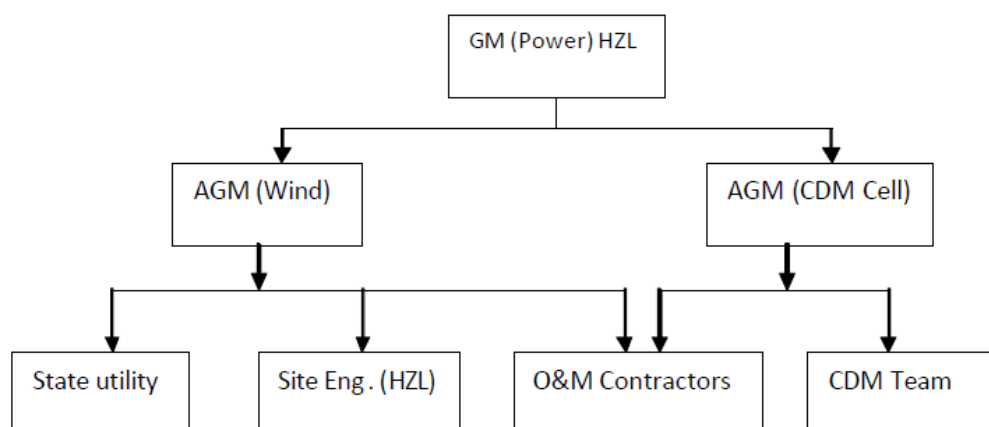 GM (Power) HZL
AGM (Wind)
AGM (CDM Cell)
State utility
Site Eng. (HZL)
O&M Contractors
CDM Team